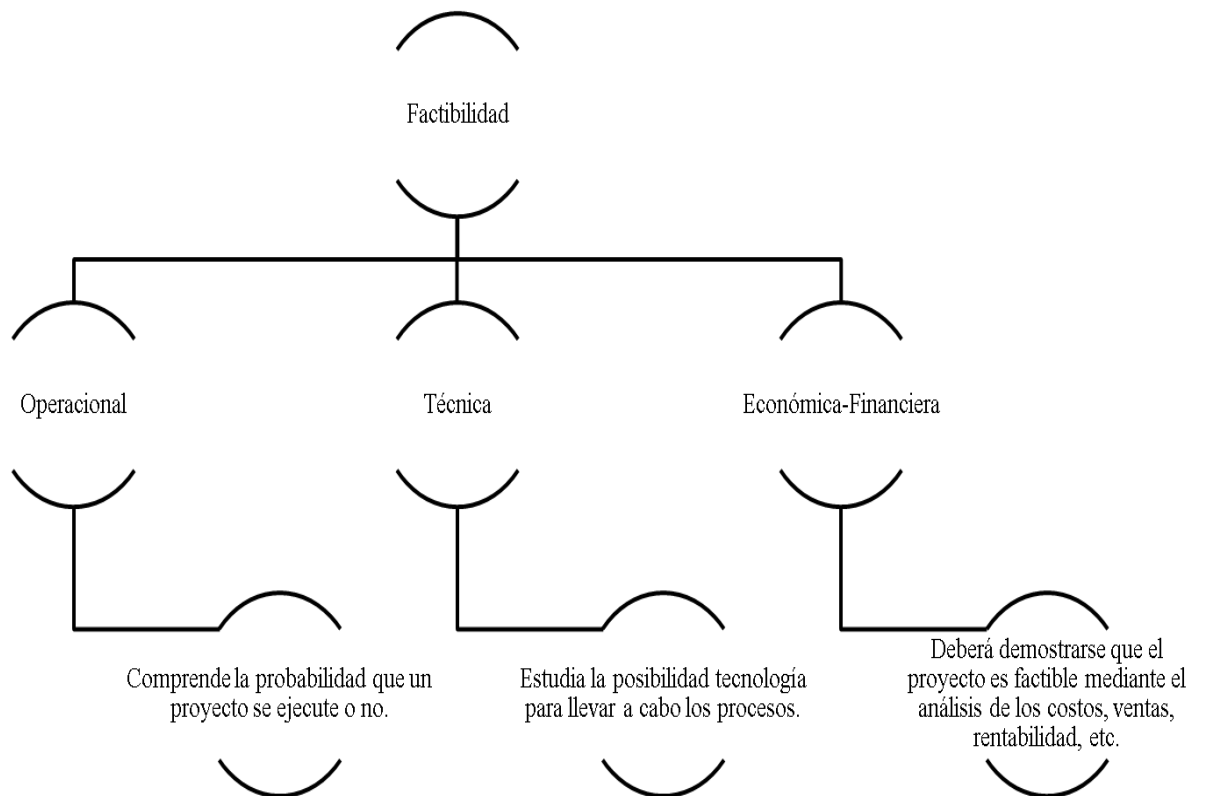 Factibilidad
Operacional
Técnica
Económica-Financiera
Comprende la probabilidad que un
proyecto se ejecute o no.
Estudia la posibilidad tecnología
para llevar a cabo los procesos.
Deberá demostrarse que el
proyecto es factible mediante el
análisis de los costos, ventas,
rentabilidad, etc.